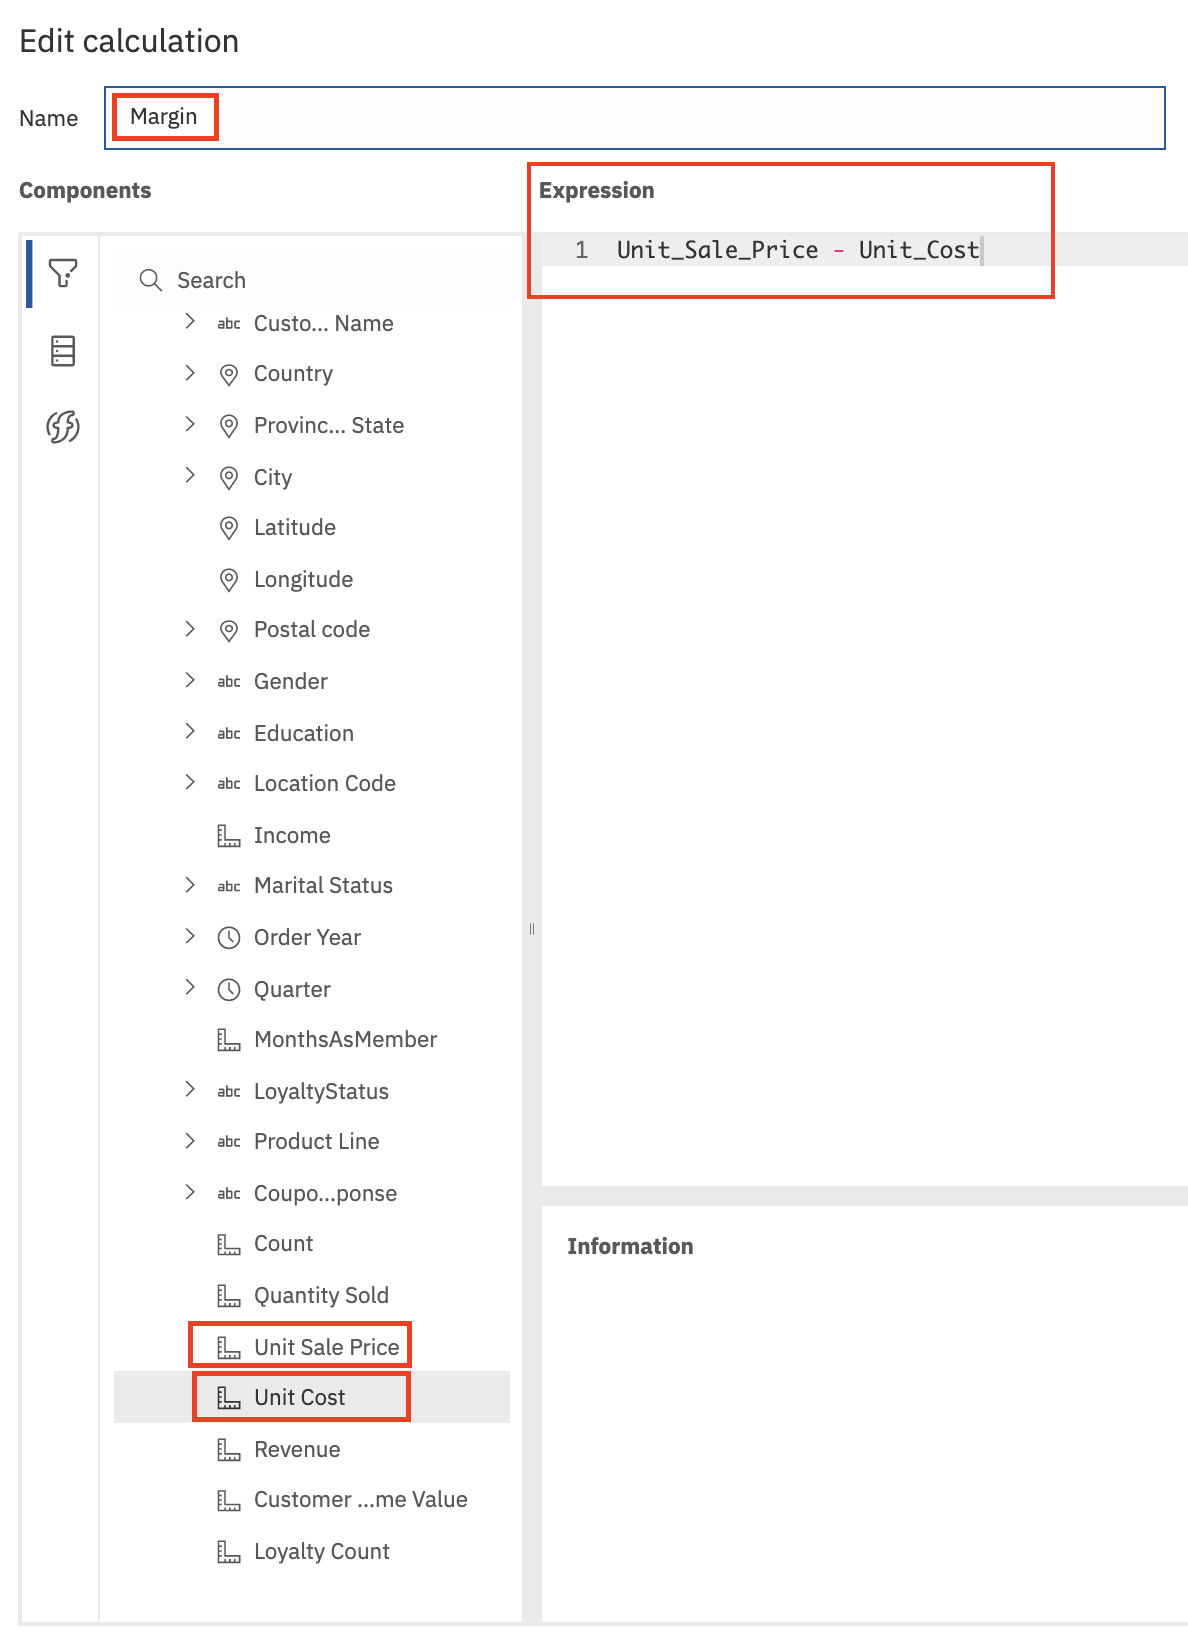 Edit calculation
Name
Margin
Components
Expression
1 Unit_Sale_Price - Unit_Cost
Search
abc Custo... Name
Country
Provinc... State
City
Latitude
Longitude
Postal code
abc Gender
abc Education
abc Location Code
Income
abc Marital Status
Order Year
Quarter
MonthsAsMember
abc LoyaltyStatus
abc Product Line
abc Coupo...ponse
Count
Quantity Sold
Unit Sale Price
Unit Cost
Revenue
Customer ...me Value
Loyalty Count
Information